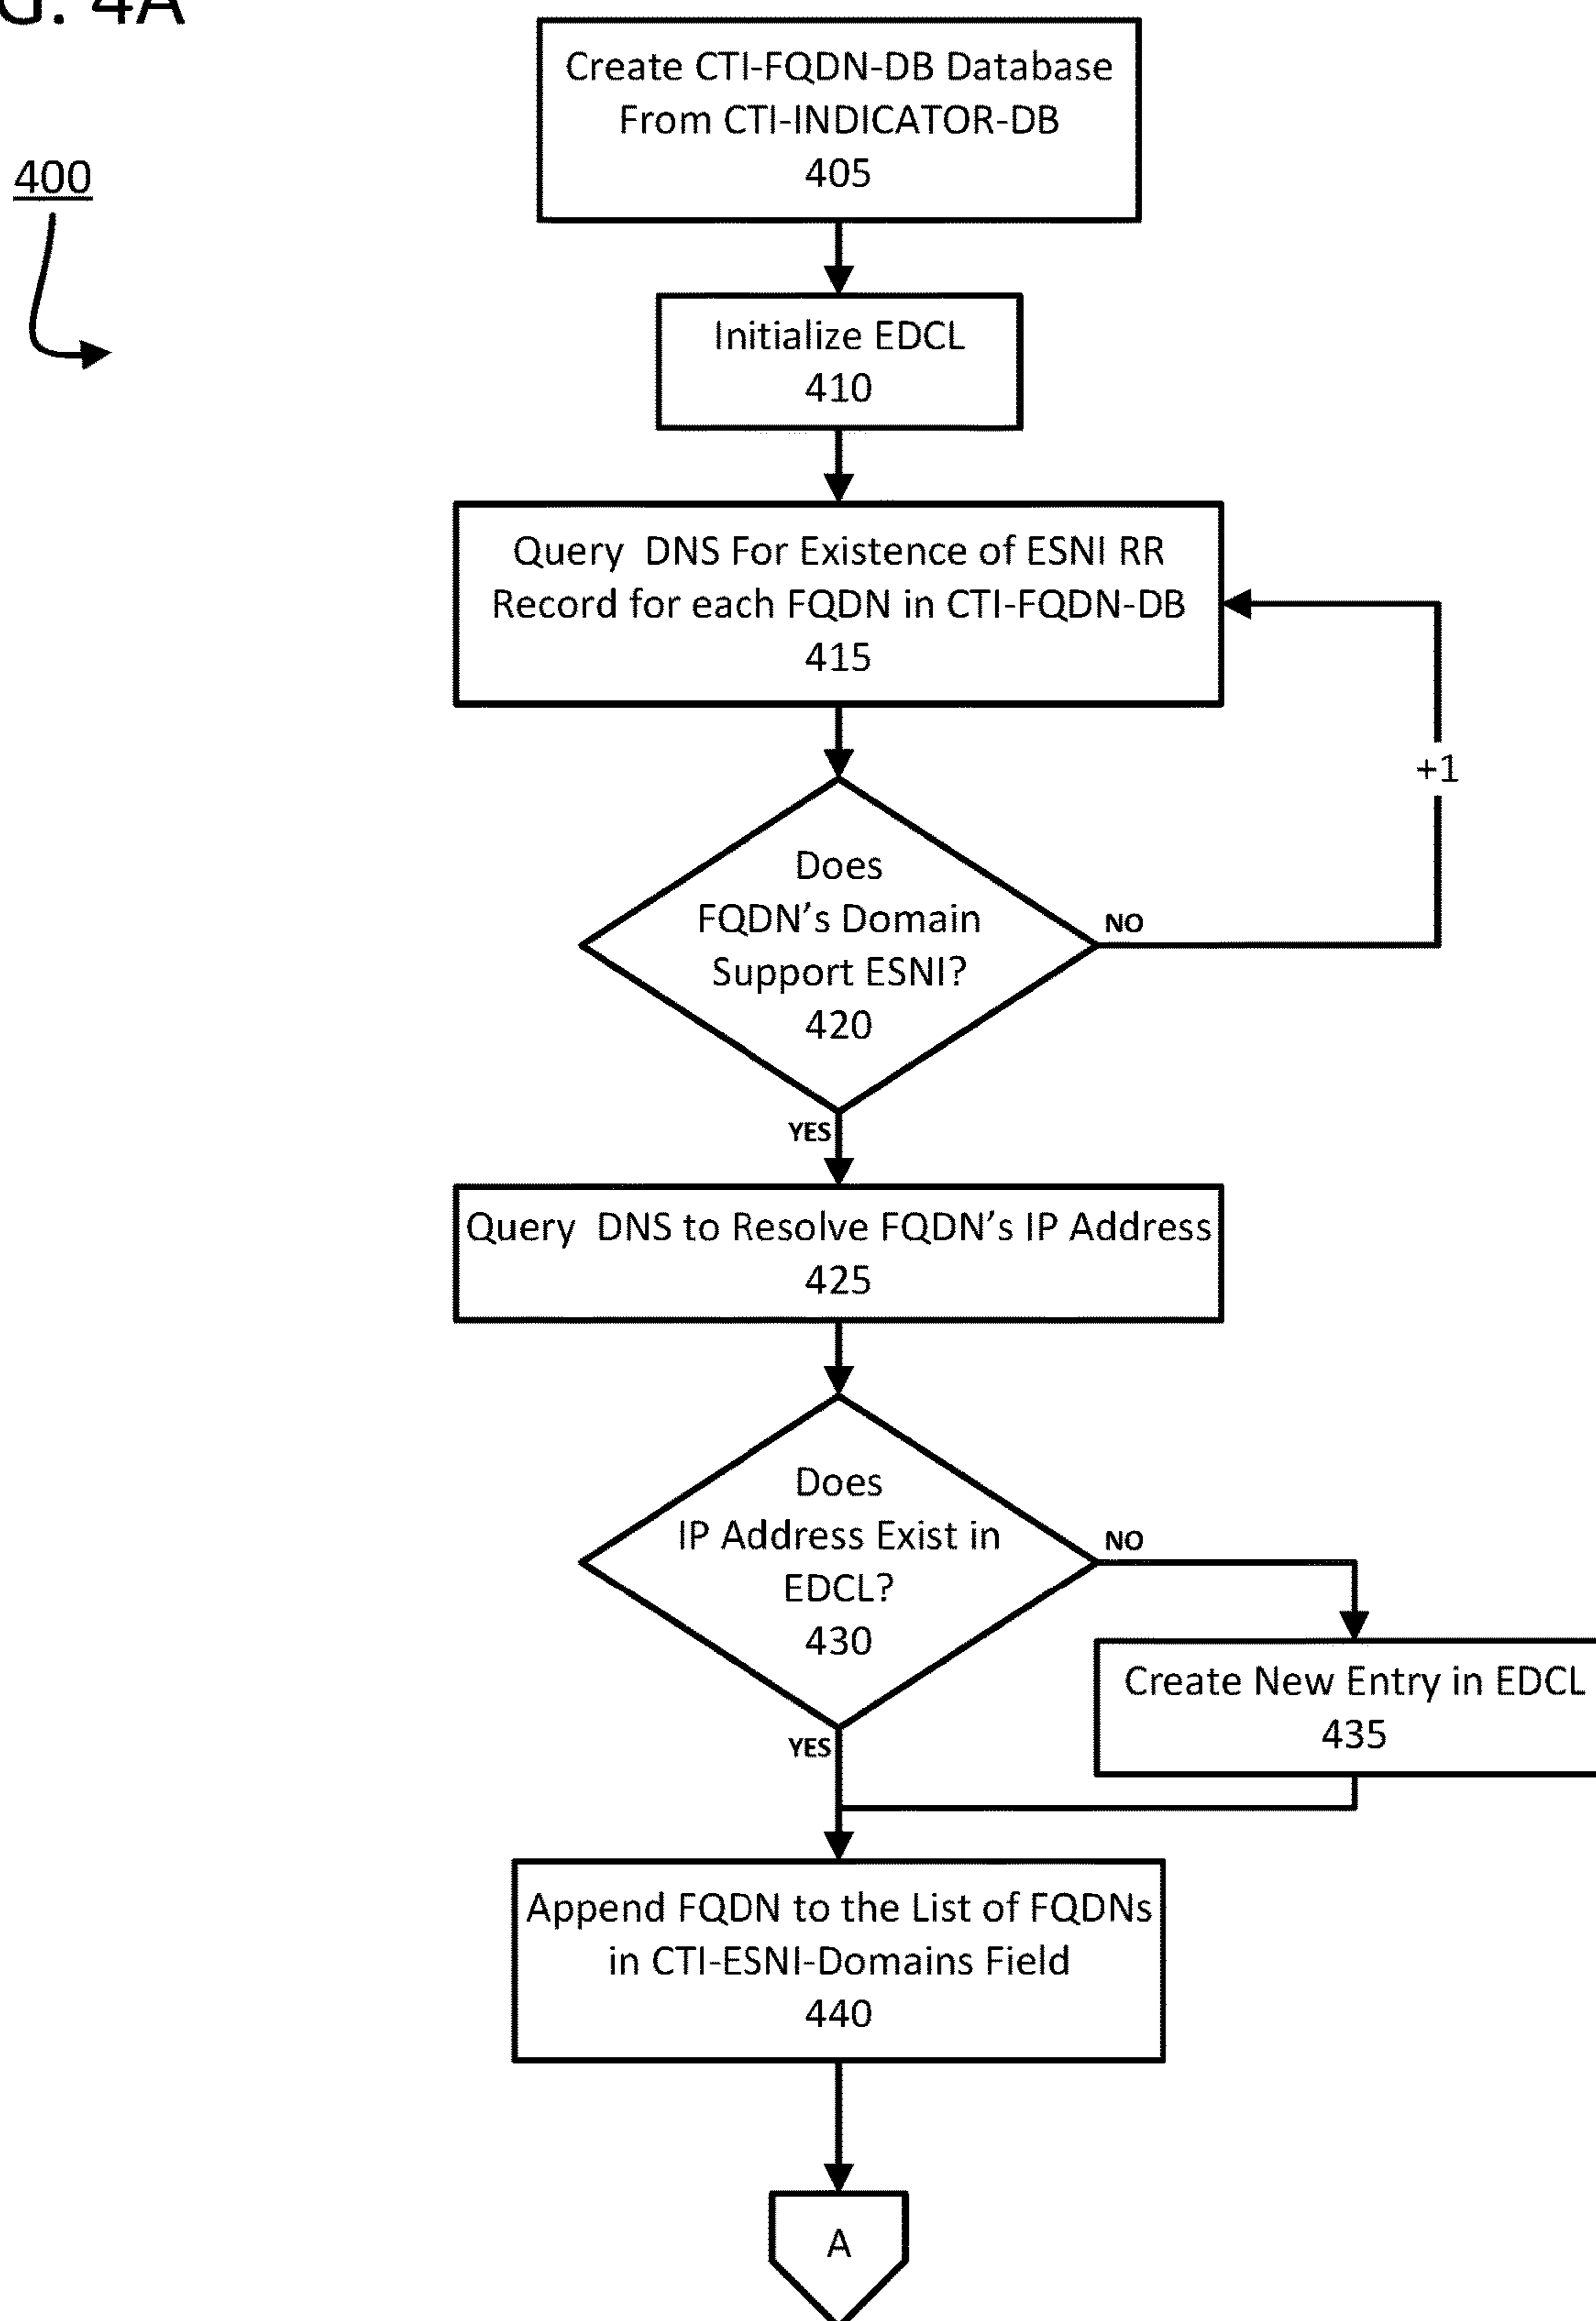 G. 4A
400
Create CTI-FQDN-DB Database
From CTI-INDICATOR-DB
405
Initialize EDCL
410
Query DNS For Existence of ESNI RR
Record for each FQDN in CTI-FQDN-DB
415
+1
Does
FQDN's Domain
Support ESNI?
420
NO
YES
Query DNS to Resolve FQDN's IP Address
425
Does
IP Address Exist in
EDCL?
430
NO
YES
Create New Entry in EDCL
435
Append FQDN to the List of FQDNs
in CTI-ESNI-Domains Field
440
A